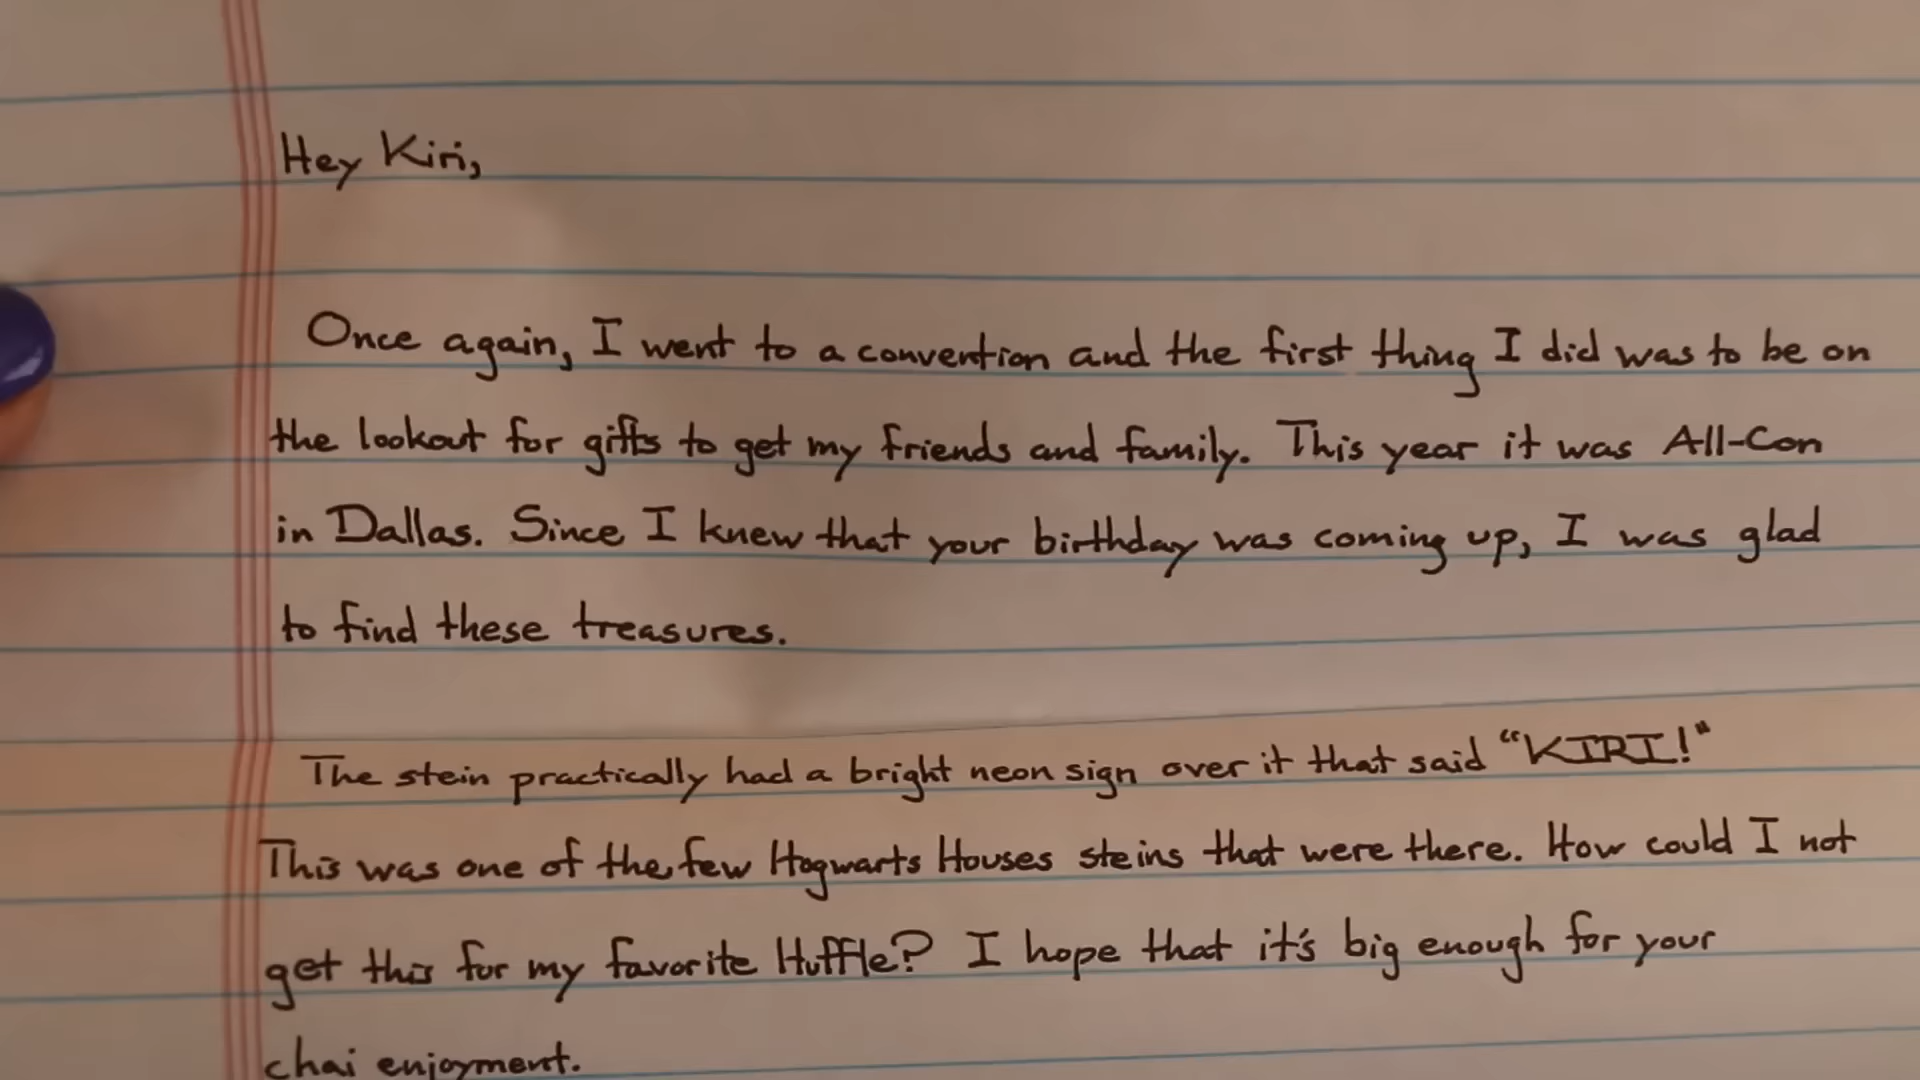 Hey Kiri,
Once again, I went to a convention and the first thing I did was to be on
the lookout for gifts to get my friends and family. This year it was All-Con
in Dallas. Since I knew that your birthday was coming up, I was glad
to find these treasures.
The stein practically had a bright neon sign over it that said “KIRI!”
This was one of the few Hogwarts Houses steins that were there. How could I not
get this for my favorite Huffle? I hope that it's big enough for your
chai enjoyment.